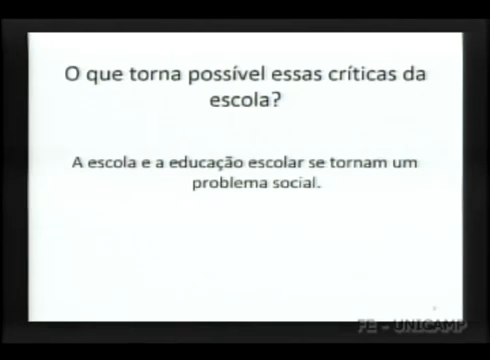 O que torna possível essas críticas da
escola?
A escola e a educação escolar se tornam um
problema social.
FE - UNICAMP